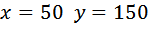 x = 50  y = 150